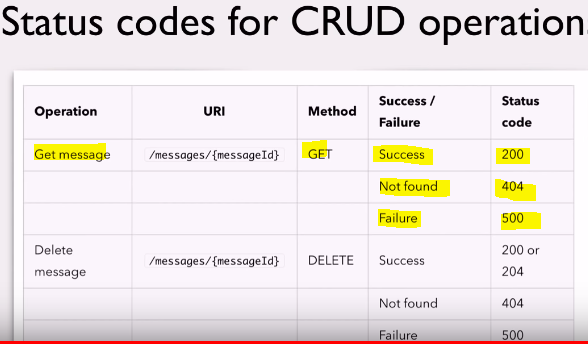 Status codes for CRUD operation
Operation URI Method Success / Failure Status code
Get message /messages/{messageId} GET Success 200
Not found 404
Failure 500
Delete message /messages/{messageId} DELETE Success 200 or 204
Not found 404
Failure 500